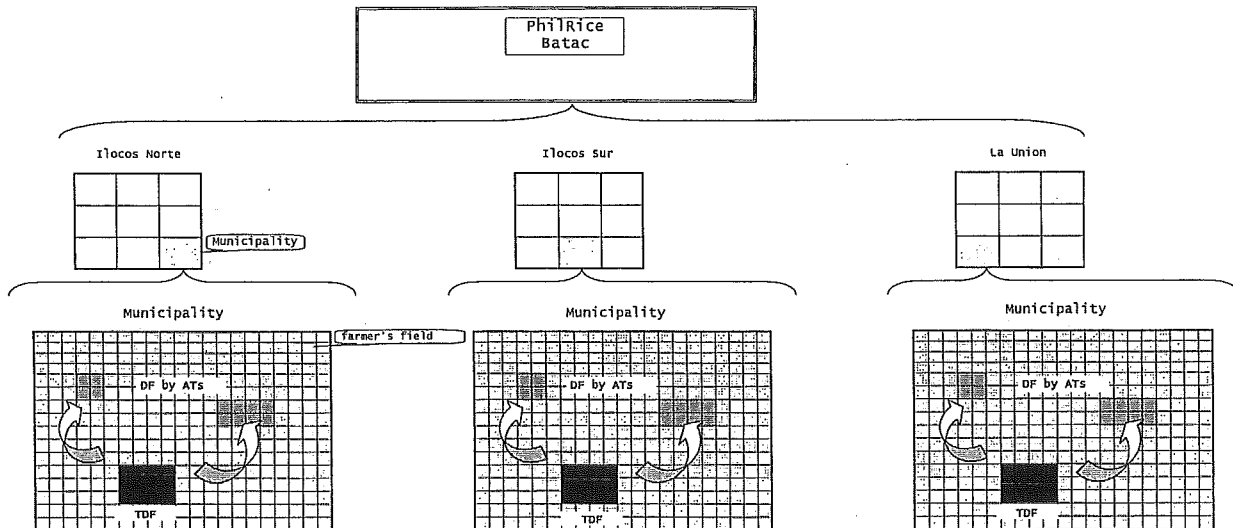 PhilRice
Batac
Ilocos Norte
Ilocos Sur
La Union
Municipality
Municipality
Municipality
Municipality
farmer's field
DF by ATs
DF by ATs
DF by ATs
TDF
TDF
TDF